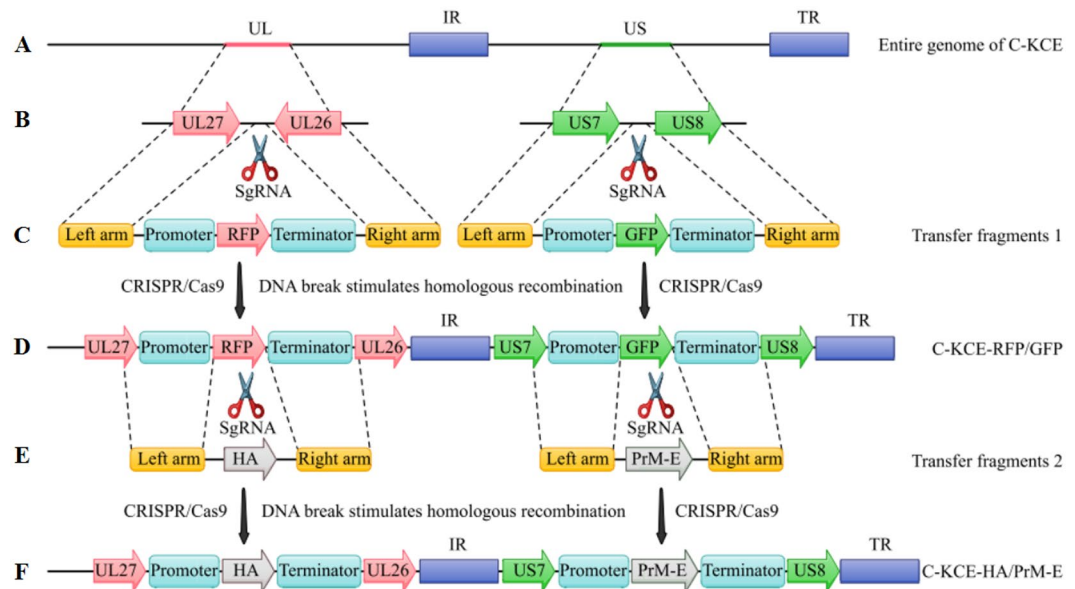 A UL IR US TR Entire genome of C-KCE
B UL27 UL26 US7 US8
SgRNA SgRNA
C Left arm Promoter RFP Terminator Right arm Left arm Promoter GFP Terminator Right arm Transfer fragments 1
CRISPR/Cas9 DNA break stimulates homologous recombination CRISPR/Cas9
IR TR
D UL27 Promoter RFP Terminator UL26 US7 Promoter GFP Terminator US8 C-KCE-RFP/GFP
SgRNA SgRNA
E Left arm HA Right arm Left arm PrM-E Right arm Transfer fragments 2
CRISPR/Cas9 DNA break stimulates homologous recombination CRISPR/Cas9
IR TR
F UL27 Promoter HA Terminator UL26 US7 Promoter PrM-E Terminator US8 C-KCE-HA/PrM-E